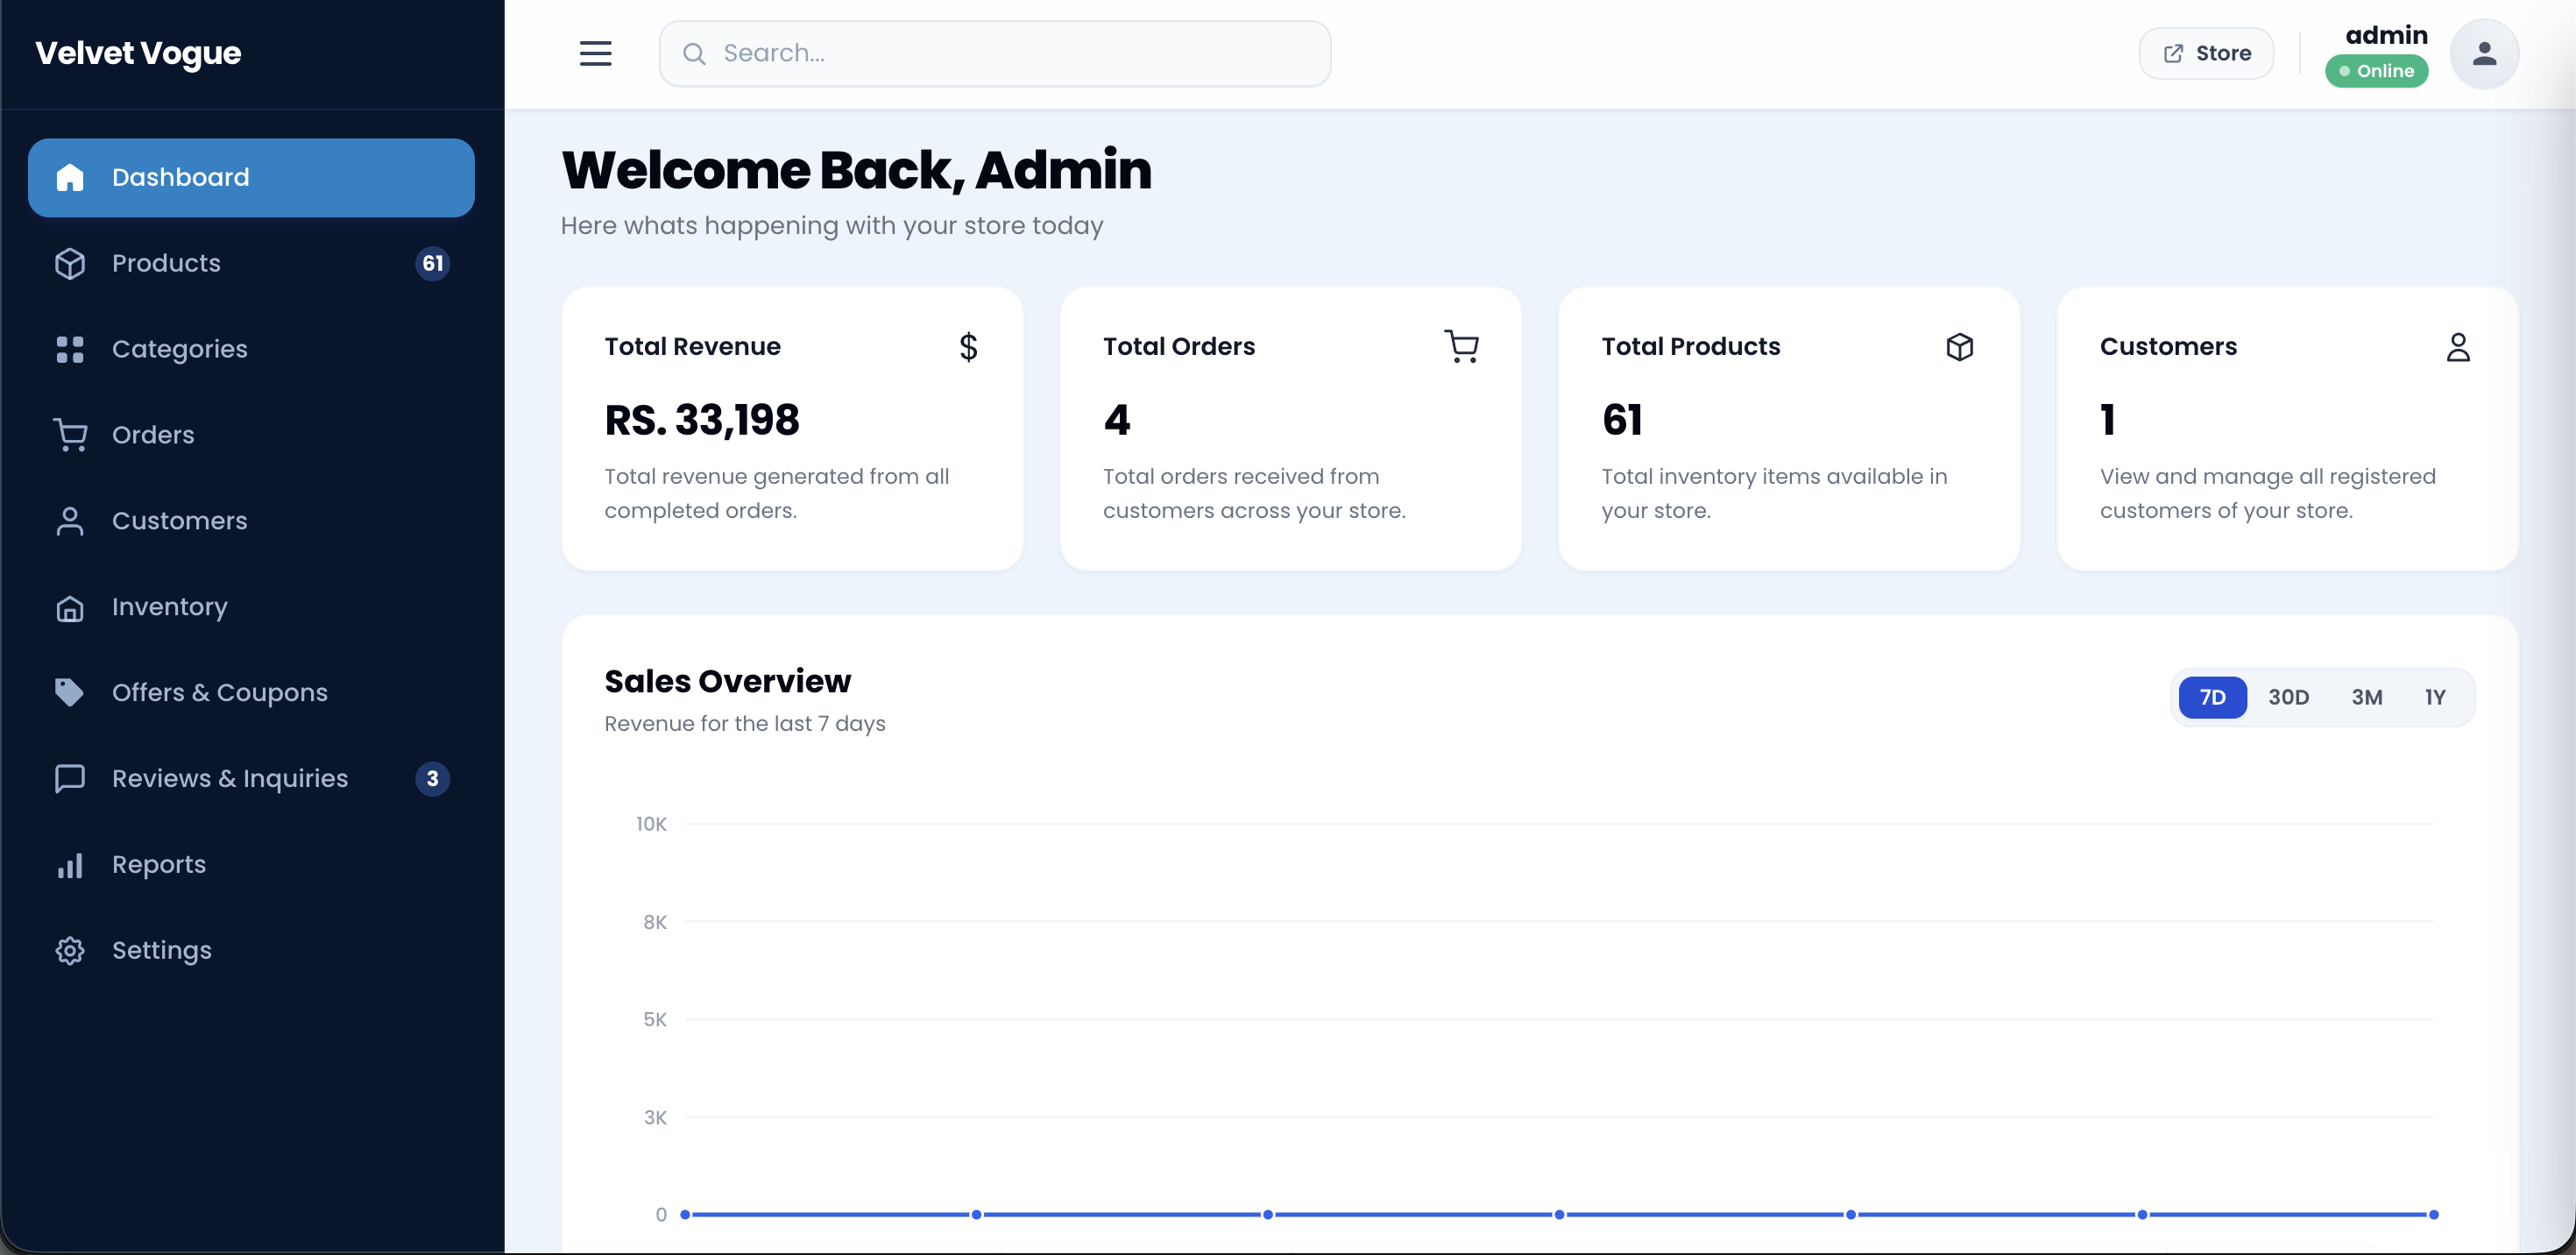 Velvet Vogue
Dashboard
Products 61
Categories
Orders
Customers
Inventory
Offers & Coupons
Reviews & Inquiries 3
Reports
Settings
Search...
Store
admin
Online
Welcome Back, Admin
Here whats happening with your store today
Total Revenue $
RS. 33,198
Total revenue generated from all
completed orders.
Total Orders
4
Total orders received from
customers across your store.
Total Products
61
Total inventory items available in
your store.
Customers
1
View and manage all registered
customers of your store.
Sales Overview
Revenue for the last 7 days
7D 30D 3M 1Y
10K
8K
5K
3K
0